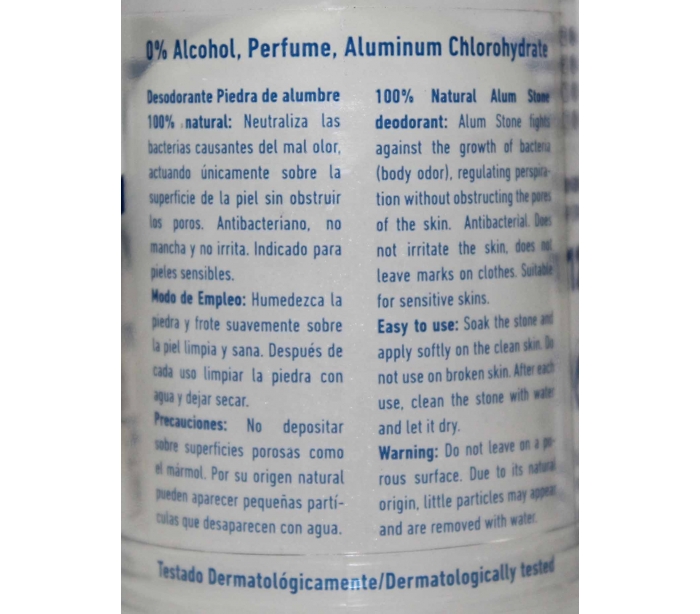 0% Alcohol, Perfume, Aluminum Chlorohydrate
Desodorante Piedra de alumbre
100% natural: Neutraliza las
bacterias causantes del mal olor,
actuando únicamente sobre la
superficie de la piel sin obstruir
los poros. Antibacteriano, no
mancha y no irrita. Indicado para
pieles sensibles.
Modo de Empleo: Humedezca la
piedra y frote suavemente sobre
la piel limpia y sana. Después de
cada uso limpiar la piedra con
agua y dejar secar.
Precauciones: No depositar
sobre superficies porosas como
el mármol. Por su origen natural
pueden aparecer pequeñas partí-
culas que desaparecen con agua.
100% Natural Alum Stone
deodorant: Alum Stone fights
against the growth of bacteria
(body odor), regulating perspira-
tion without obstructing the pores
of the skin. Antibacterial. Does
not irritate the skin, does not
leave marks on clothes. Suitable
for sensitive skins.
Easy to use: Soak the stone and
apply softly on the clean skin. Do
not use on broken skin. After each
use, clean the stone with water
and let it dry.
Warning: Do not leave on a po-
rous surface. Due to its natural
origin, little particles may appear
and are removed with water.
Testado Dermatológicamente/Dermatologically tested